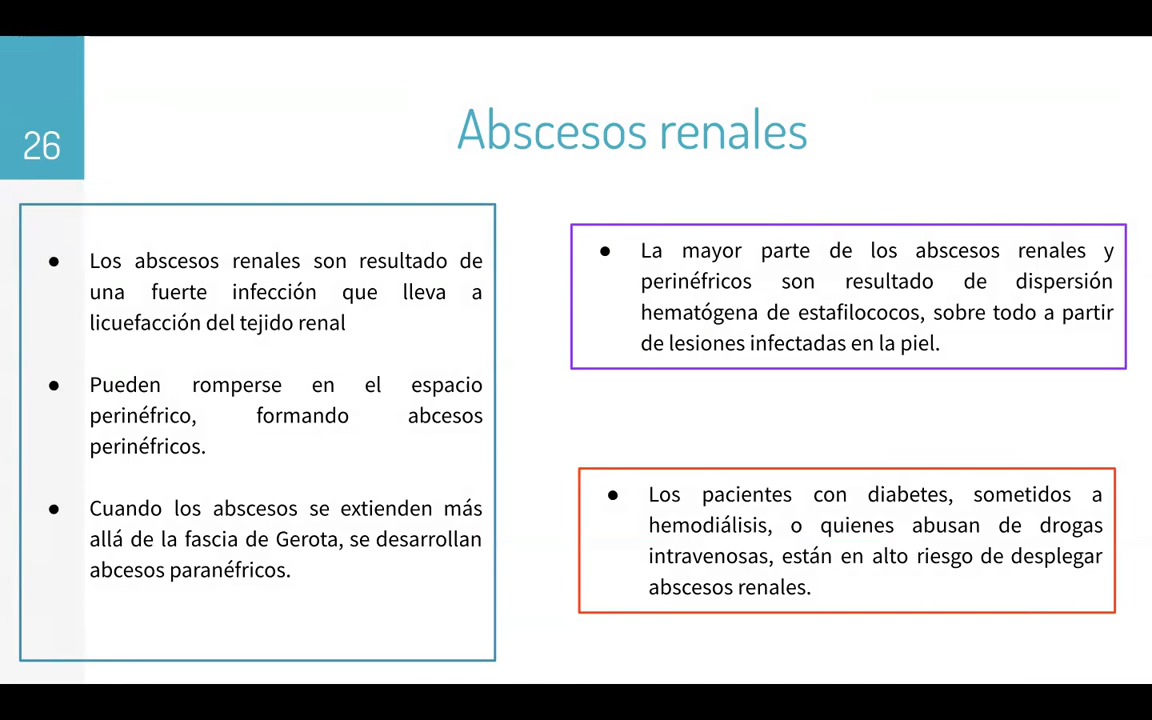 26
Abscesos renales
● Los abscesos renales son resultado de
una fuerte infección que lleva a
licuefacción del tejido renal
● Pueden romperse en el espacio
perinéfrico, formando abcesos
perinéfricos.
● Cuando los abscesos se extienden más
allá de la fascia de Gerota, se desarrollan
abcesos paranéfricos.
● La mayor parte de los abscesos renales y
perinéfricos son resultado de dispersión
hematógena de estafilococos, sobre todo a partir
de lesiones infectadas en la piel.
● Los pacientes con diabetes, sometidos a
hemodiálisis, o quienes abusan de drogas
intravenosas, están en alto riesgo de desplegar
abscesos renales.